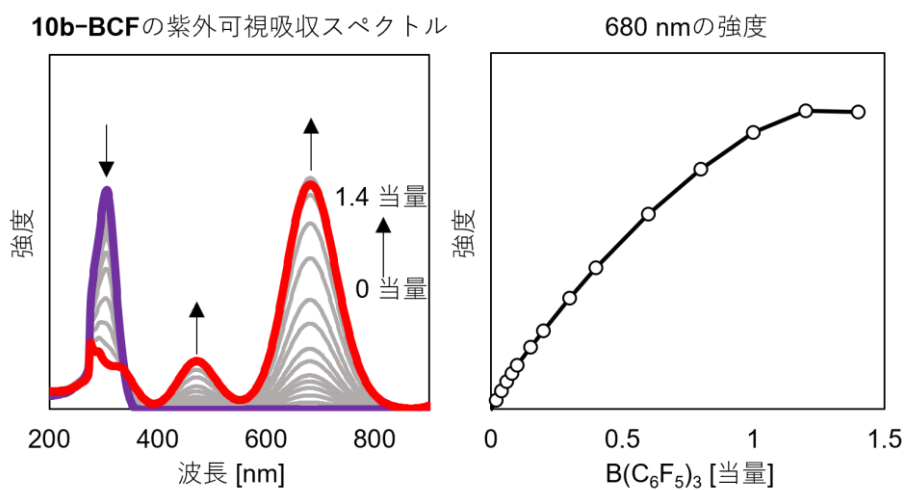 10b-BCFの紫外可視吸収スペクトル
強度
1.4 当量
0 当量
200 400 600 800
波長 [nm]
680 nmの強度
強度
0 0.5 1 1.5
B(C₆F₅)₃ [当量]